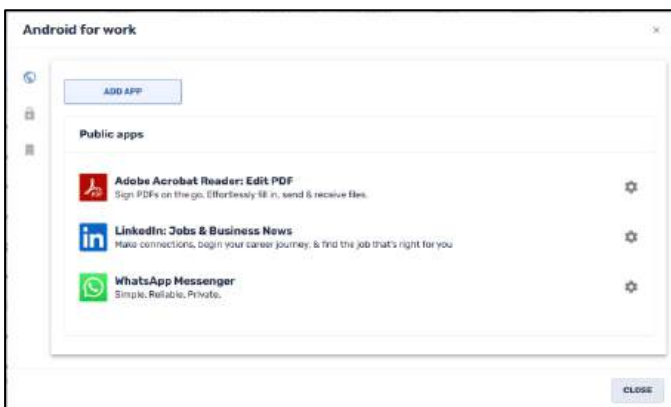 Android for work
×
ADD APP
Public apps
Adobe Acrobat Reader: Edit PDF
Sign PDFs on the go. Effortlessly fill in, send & receive files.
LinkedIn: Jobs & Business News
Make connections, begin your career journey, & find the job that's right for you
WhatsApp Messenger
Simple. Reliable. Private.
CLOSE